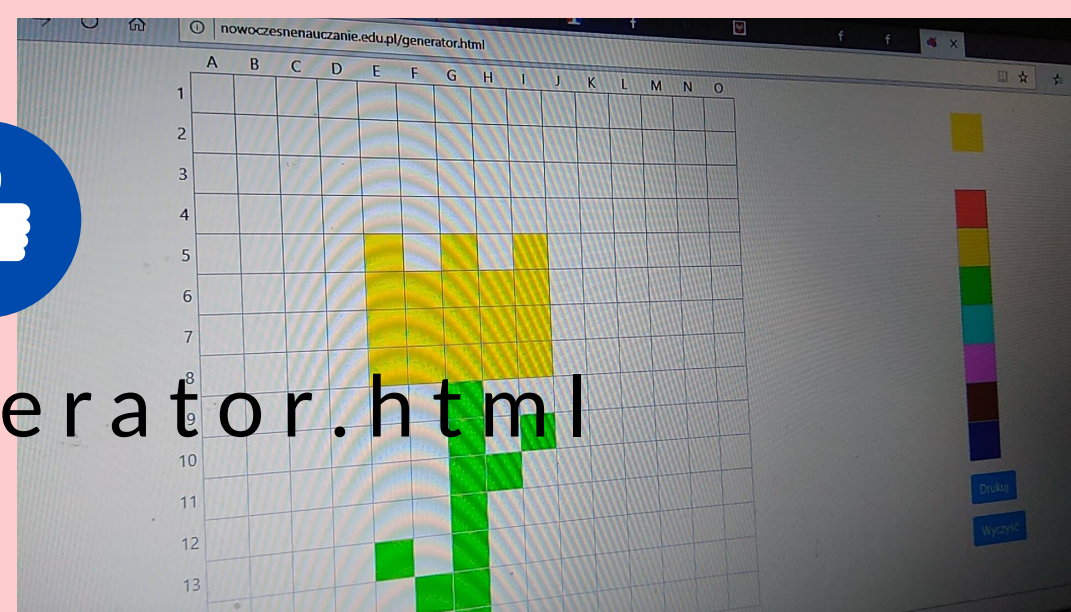 nowoczesnenauczanie.edu.pl/generator.html
A B C D E F G H I J K L M N O
1
2
3
4
5
6
7
8
erator.html
9
10
11
12
13
Drukuj
Wyczyść